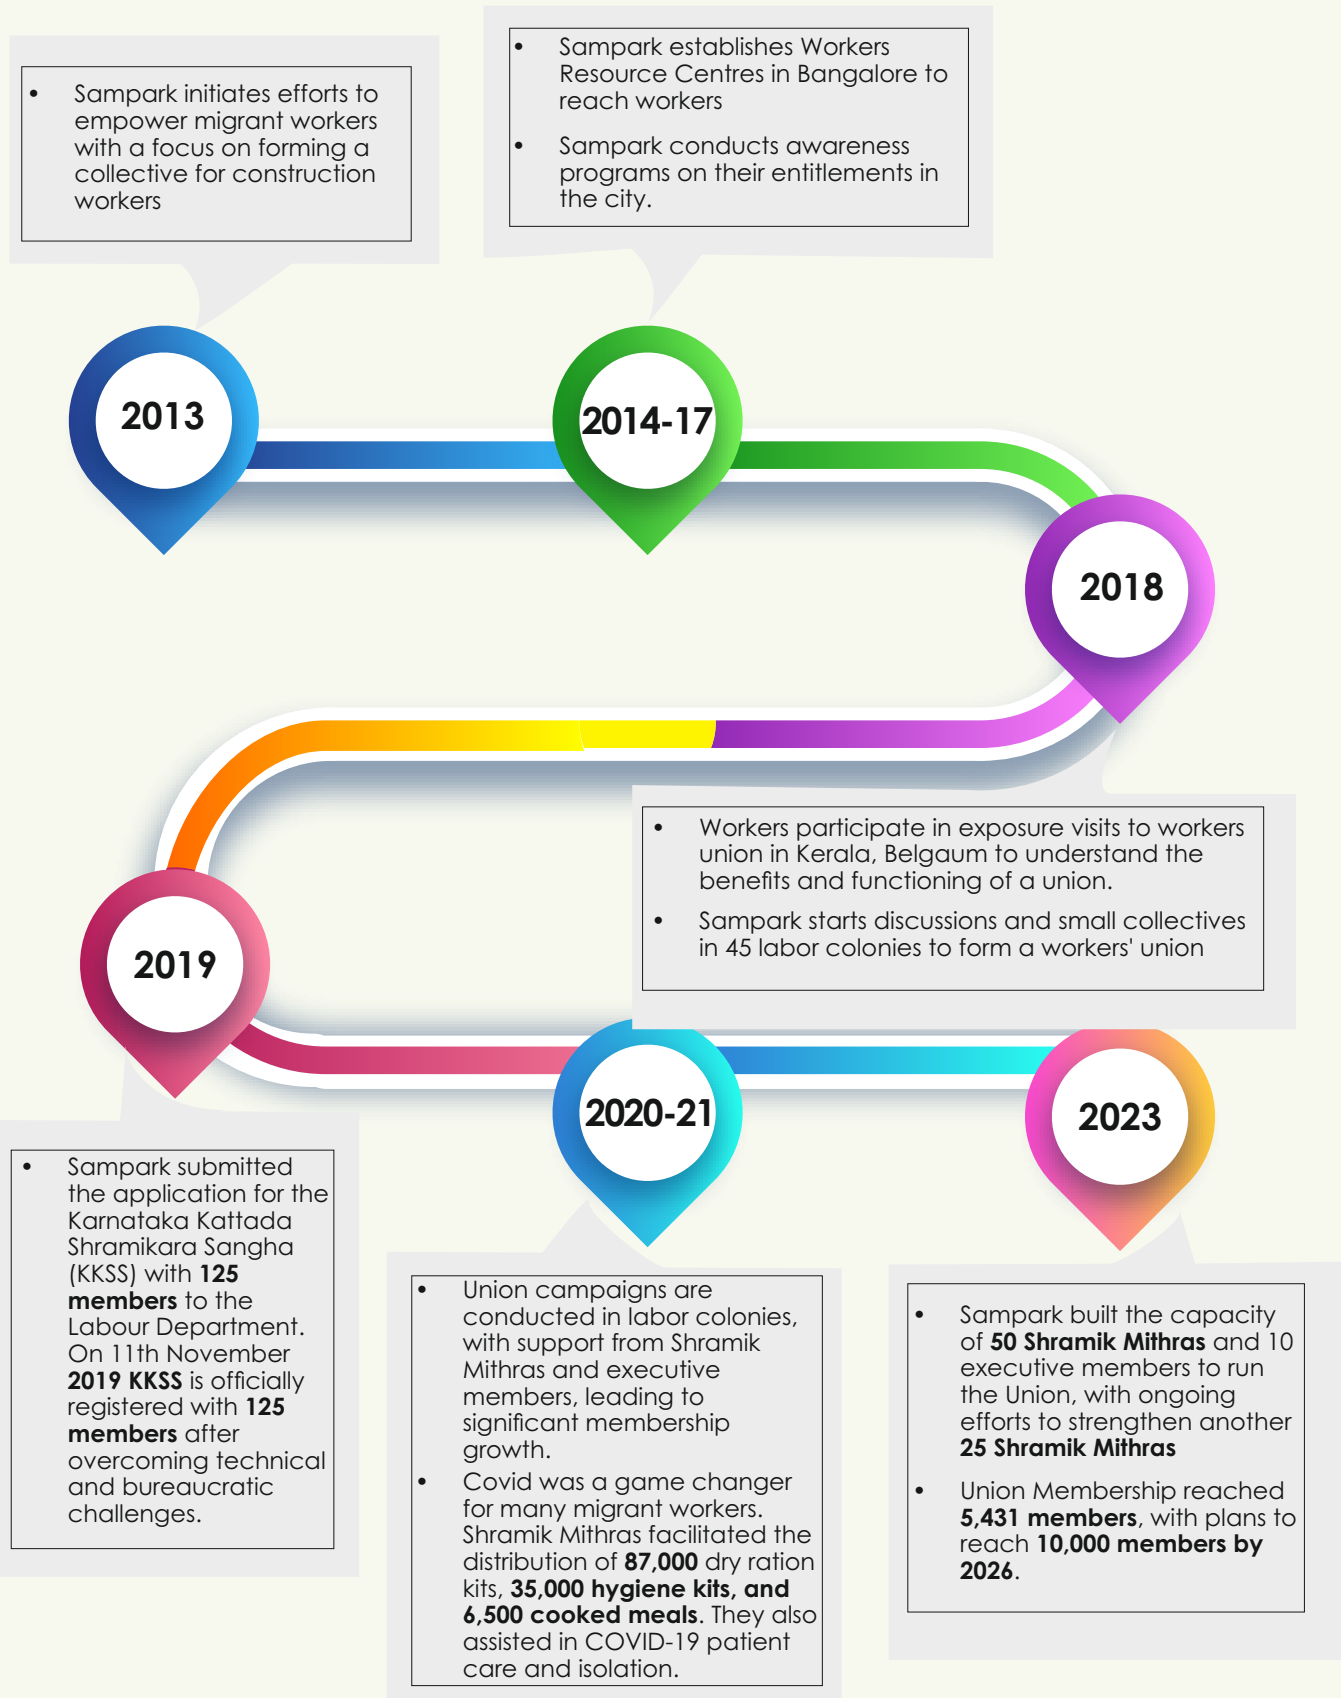 • Sampark initiates efforts to
empower migrant workers
with a focus on forming a
collective for construction
workers
• Sampark establishes Workers
Resource Centres in Bangalore to
reach workers
• Sampark conducts awareness
programs on their entitlements in
the city.
2013
2014-17
2018
• Workers participate in exposure visits to workers
union in Kerala, Belgaum to understand the
benefits and functioning of a union.
• Sampark starts discussions and small collectives
in 45 labor colonies to form a workers' union
2019
2020-21
2023
• Sampark submitted
the application for the
Karnataka Kattada
Shramikara Sangha
(KKSS) with 125
members to the
Labour Department.
On 11th November
2019 KKSS is officially
registered with 125
members after
overcoming technical
and bureaucratic
challenges.
• Union campaigns are
conducted in labor colonies,
with support from Shramik
Mithras and executive
members, leading to
significant membership
growth.
• Covid was a game changer
for many migrant workers.
Shramik Mithras facilitated the
distribution of 87,000 dry ration
kits, 35,000 hygiene kits, and
6,500 cooked meals. They also
assisted in COVID-19 patient
care and isolation.
• Sampark built the capacity
of 50 Shramik Mithras and 10
executive members to run
the Union, with ongoing
efforts to strengthen another
25 Shramik Mithras
• Union Membership reached
5,431 members, with plans to
reach 10,000 members by
2026.